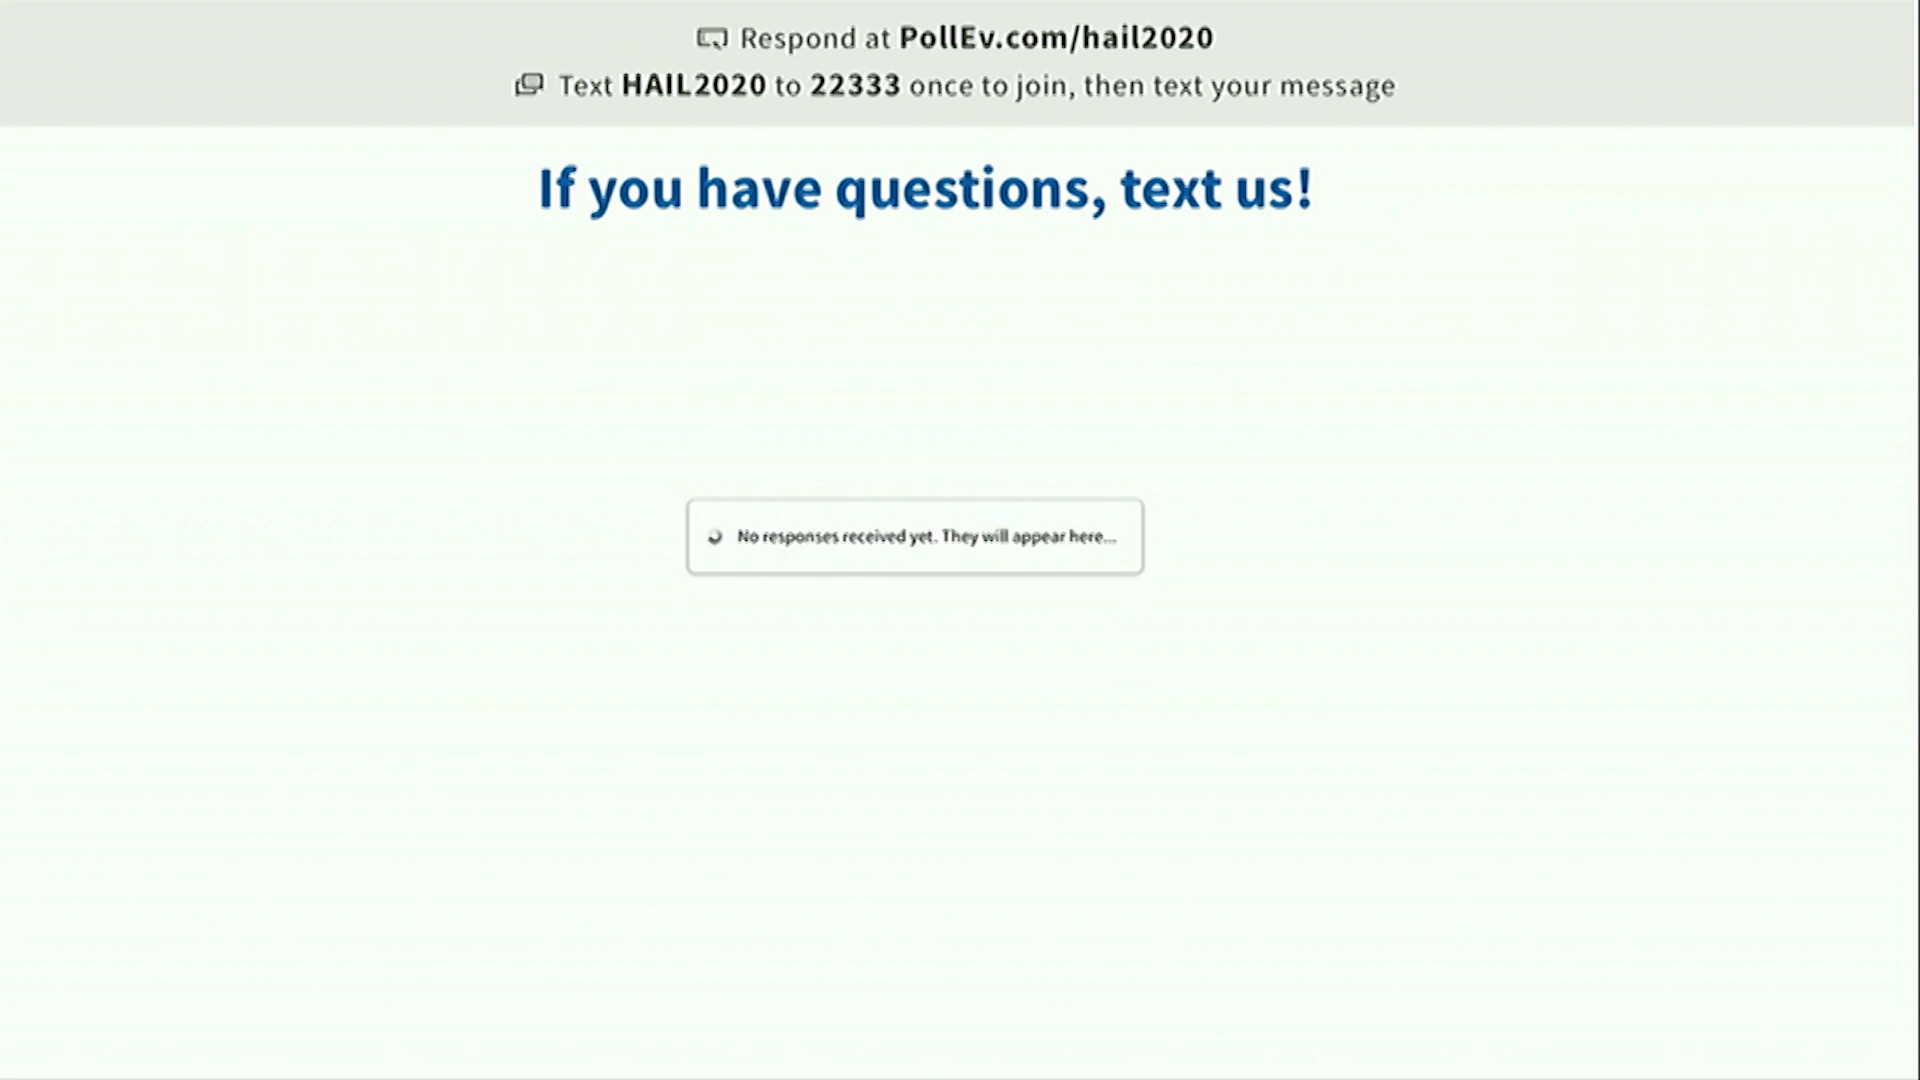 Respond at PollEv.com/hail2020
Text HAIL2020 to 22333 once to join, then text your message
If you have questions, text us!
No responses received yet. They will appear here...